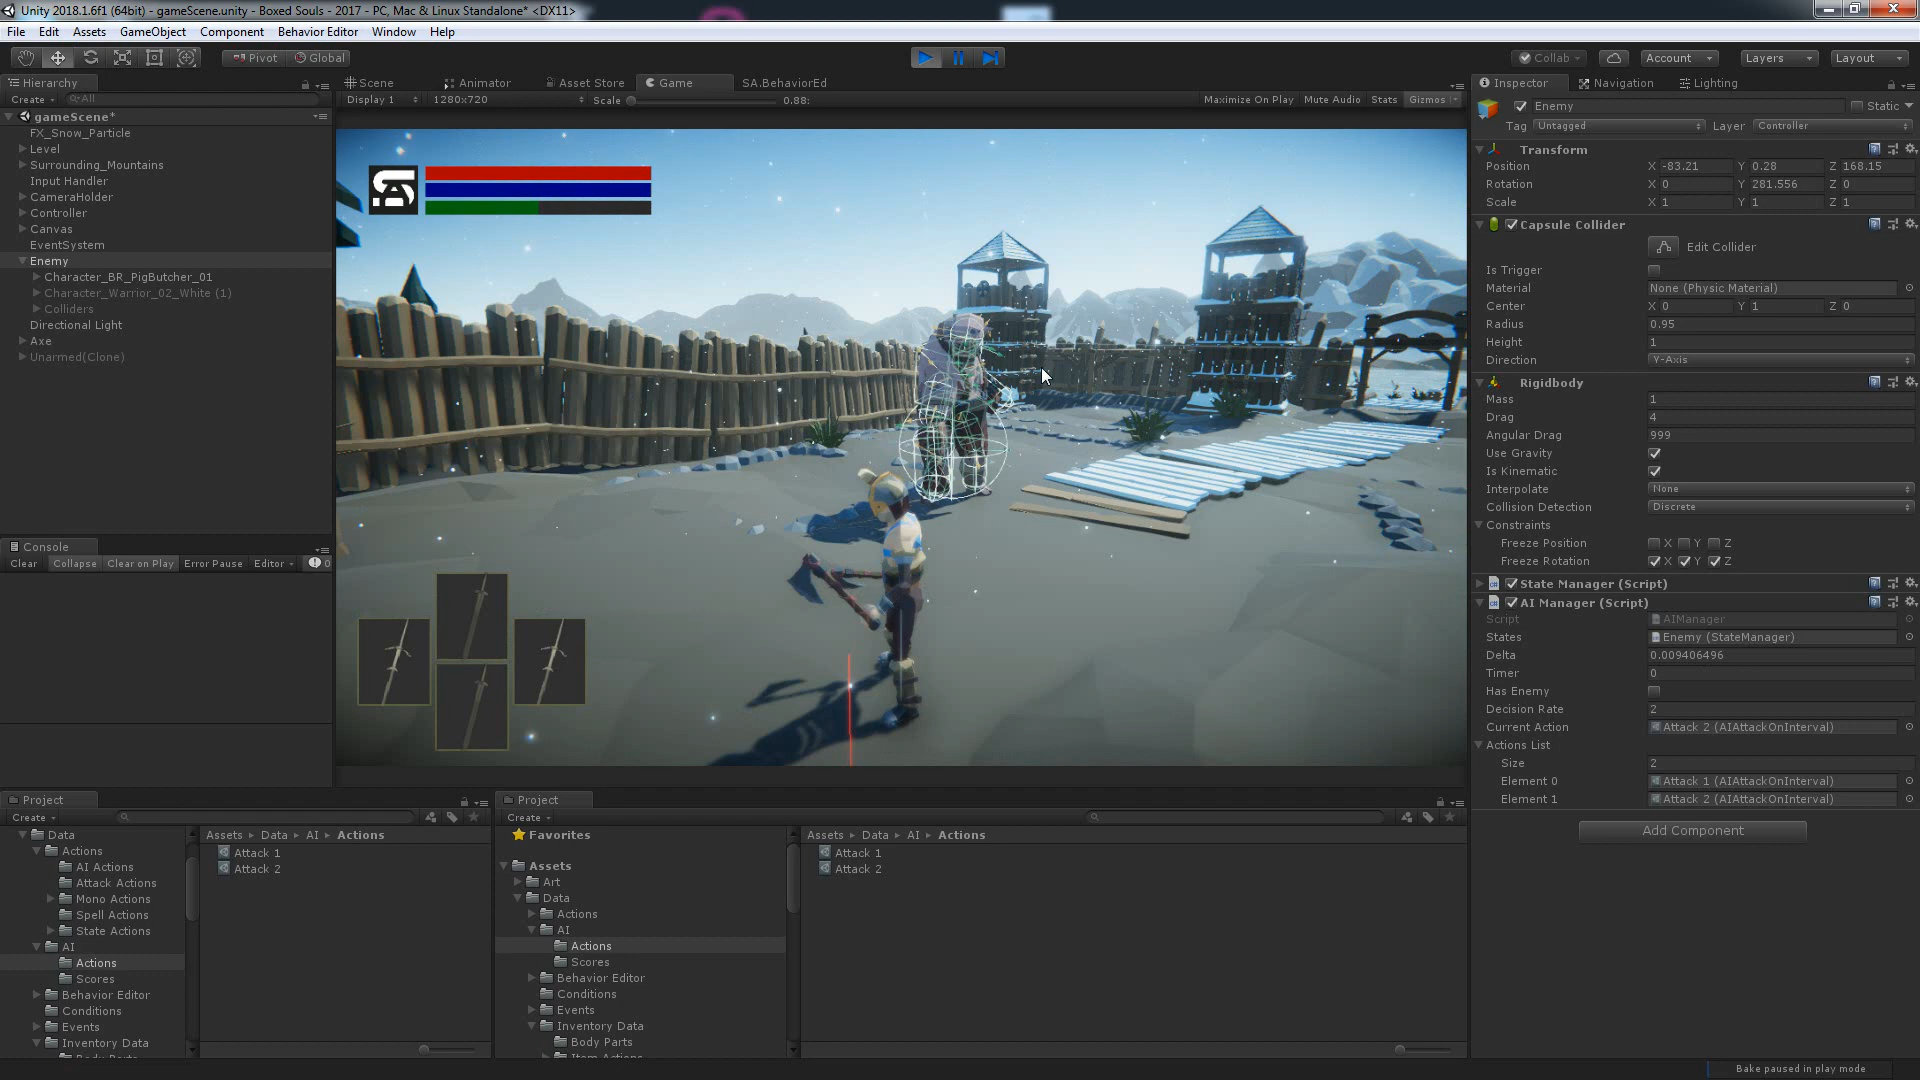 Unity 2018.1.6f1 (64bit) - gameScene.unity - Boxed Souls - 2017 - PC, Mac & Linux Standalone* <DX11>
File Edit Assets GameObject Component Behavior Editor Window Help
Pivot Global Collab Account Layers Layout
Hierarchy
Create All
gameScene*
FX_Snow_Particle
Level
Surrounding_Mountains
Input Handler
CameraHolder
Controller
Canvas
EventSystem
Enemy
Character_BR_PigButcher_01
Character_Warrior_02_White (1)
Colliders
Directional Light
Axe
Unarmed(Clone)
Console
Clear Collapse Clear on Play Error Pause Editor 0
Scene Animator Asset Store Game SA.BehaviorEd
Display 1 1280x720 Scale 0.88: Maximize On Play Mute Audio Stats Gizmos
SA
Inspector Navigation Lighting
Enemy Static
Tag Untagged Layer Controller
Transform
Position X -83.21 Y 0.28 Z 168.15
Rotation X 0 Y 281.556 Z 0
Scale X 1 Y 1 Z 1
Capsule Collider
Edit Collider
Is Trigger
Material None (Physic Material)
Center X 0 Y 1 Z 0
Radius 0.95
Height 1
Direction Y-Axis
Rigidbody
Mass 1
Drag 4
Angular Drag 999
Use Gravity
Is Kinematic
Interpolate None
Collision Detection Discrete
Constraints
Freeze Position X Y Z
Freeze Rotation X Y Z
State Manager (Script)
AI Manager (Script)
Script AIManager
States Enemy (StateManager)
Delta 0.009406496
Timer 0
Has Enemy
Decision Rate 2
Current Action Attack 2 (AIAttackOnInterval)
Actions List
Size 2
Element 0 Attack 1 (AIAttackOnInterval)
Element 1 Attack 2 (AIAttackOnInterval)
Add Component
Project
Create
Data
Actions
AI Actions
Attack Actions
Mono Actions
Spell Actions
State Actions
AI
Actions
Scores
Behavior Editor
Conditions
Events
Inventory Data
Body Parts
Assets Data AI Actions
Attack 1
Attack 2
Project
Create
Favorites
Assets
Art
Data
Actions
AI
Actions
Scores
Behavior Editor
Conditions
Events
Inventory Data
Body Parts
Item Actions
Assets Data AI Actions
Attack 1
Attack 2
Bake paused in play mode